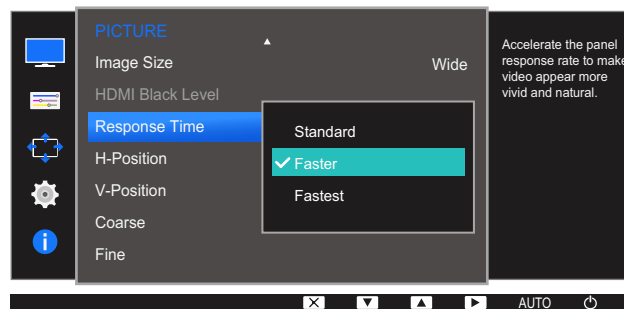 PICTURE
Image Size
Wide
HDMI Black Level
Response Time
H-Position
V-Position
Coarse
Fine
Standard
Faster
Fastest
Accelerate the panel
response rate to make
video appear more
vivid and natural.
AUTO